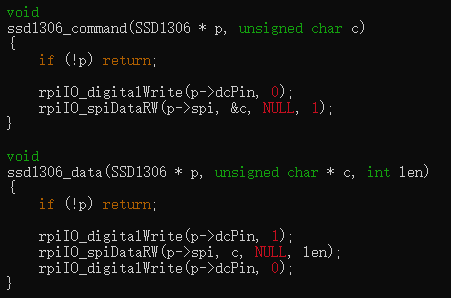 void
ssd1306_command(SSD1306 * p, unsigned char c)
{
    if (!p) return;

    rpiIO_digitalWrite(p->dcPin, 0);
    rpiIO_spiDataRW(p->spi, &c, NULL, 1);
}

void
ssd1306_data(SSD1306 * p, unsigned char * c, int len)
{
    if (!p) return;

    rpiIO_digitalWrite(p->dcPin, 1);
    rpiIO_spiDataRW(p->spi, c, NULL, len);
    rpiIO_digitalWrite(p->dcPin, 0);
}